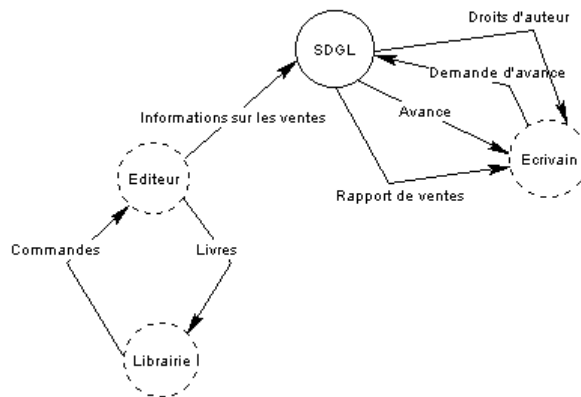 Droits d'auteur
SDGL
Demande d'avance
Informations sur les ventes
Avance
Ecrivain
Editeur
Rapport de ventes
Commandes
Livres
Librairie